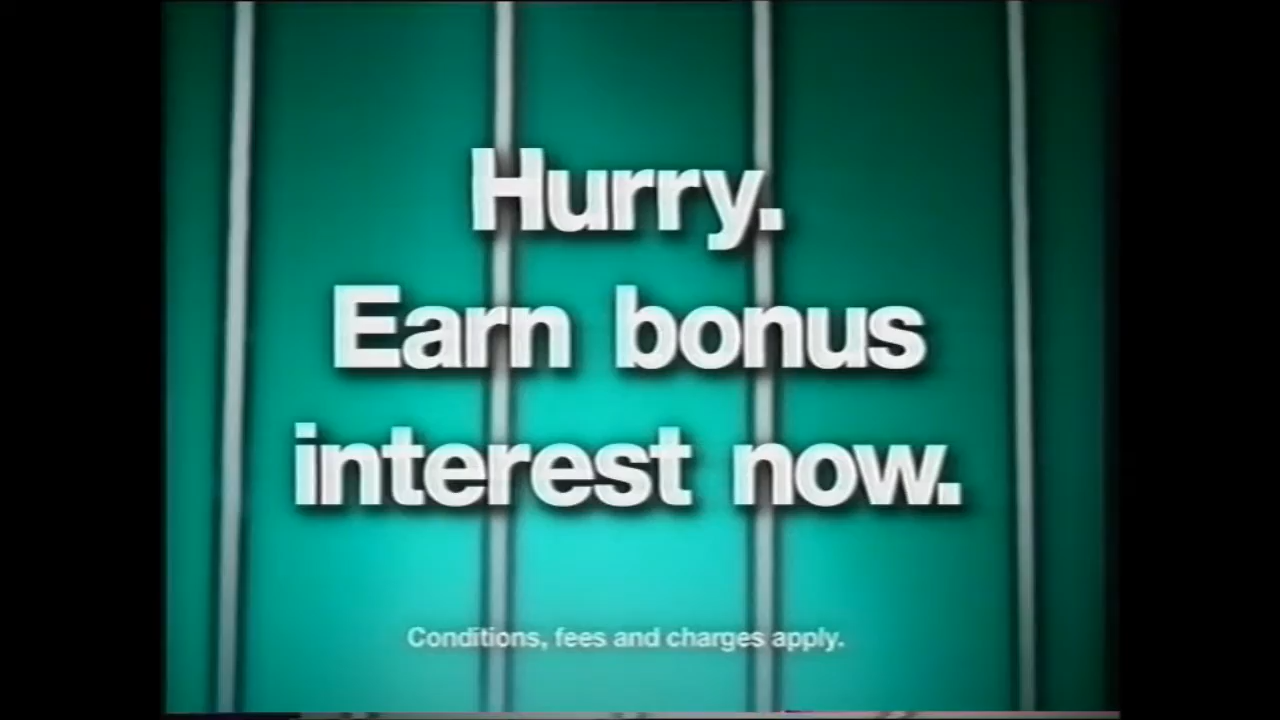 Hurry.
Earn bonus
interest now.
Conditions, fees and charges apply.